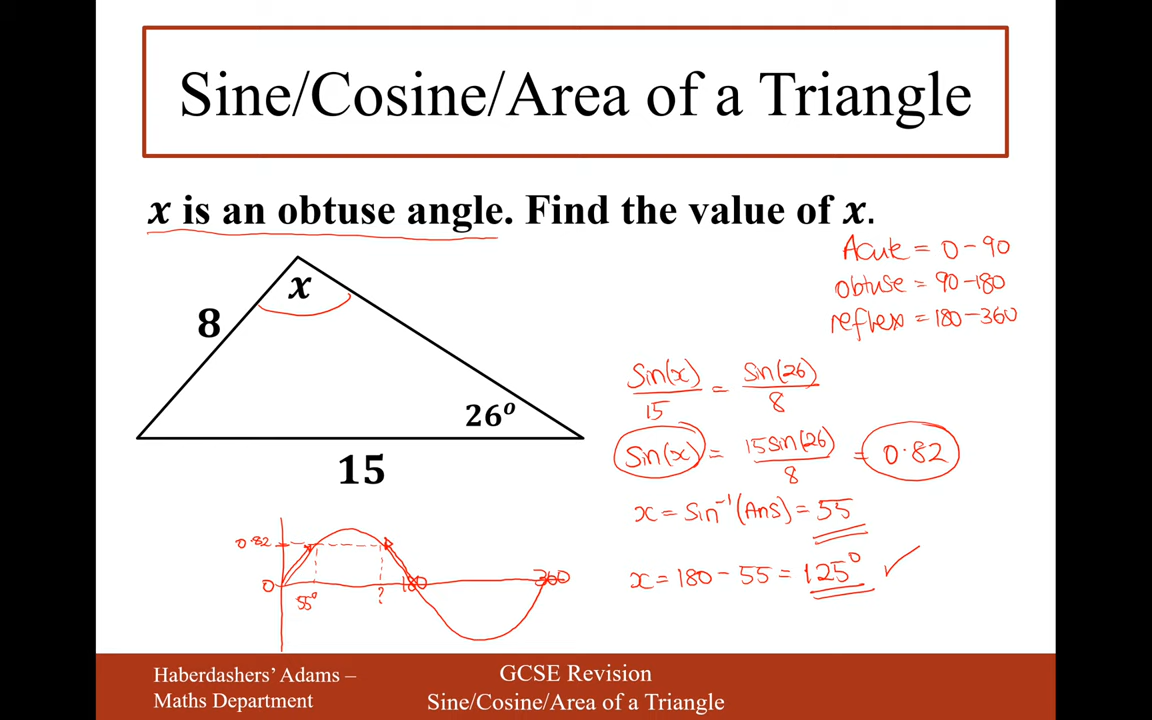 Sine/Cosine/Area of a Triangle
x is an obtuse angle. Find the value of x.
Acute = 0-90
obtuse = 90-180
reflex = 180-360
x
8
26°
15
Sin(x)/15 = Sin(26)/8
Sin(x) = 15Sin(26)/8 = 0.82
x = Sin⁻¹(Ans) = 55
x = 180 - 55 = 125°
0.82
0
55°
?
180
360
Haberdashers' Adams –
Maths Department
GCSE Revision
Sine/Cosine/Area of a Triangle